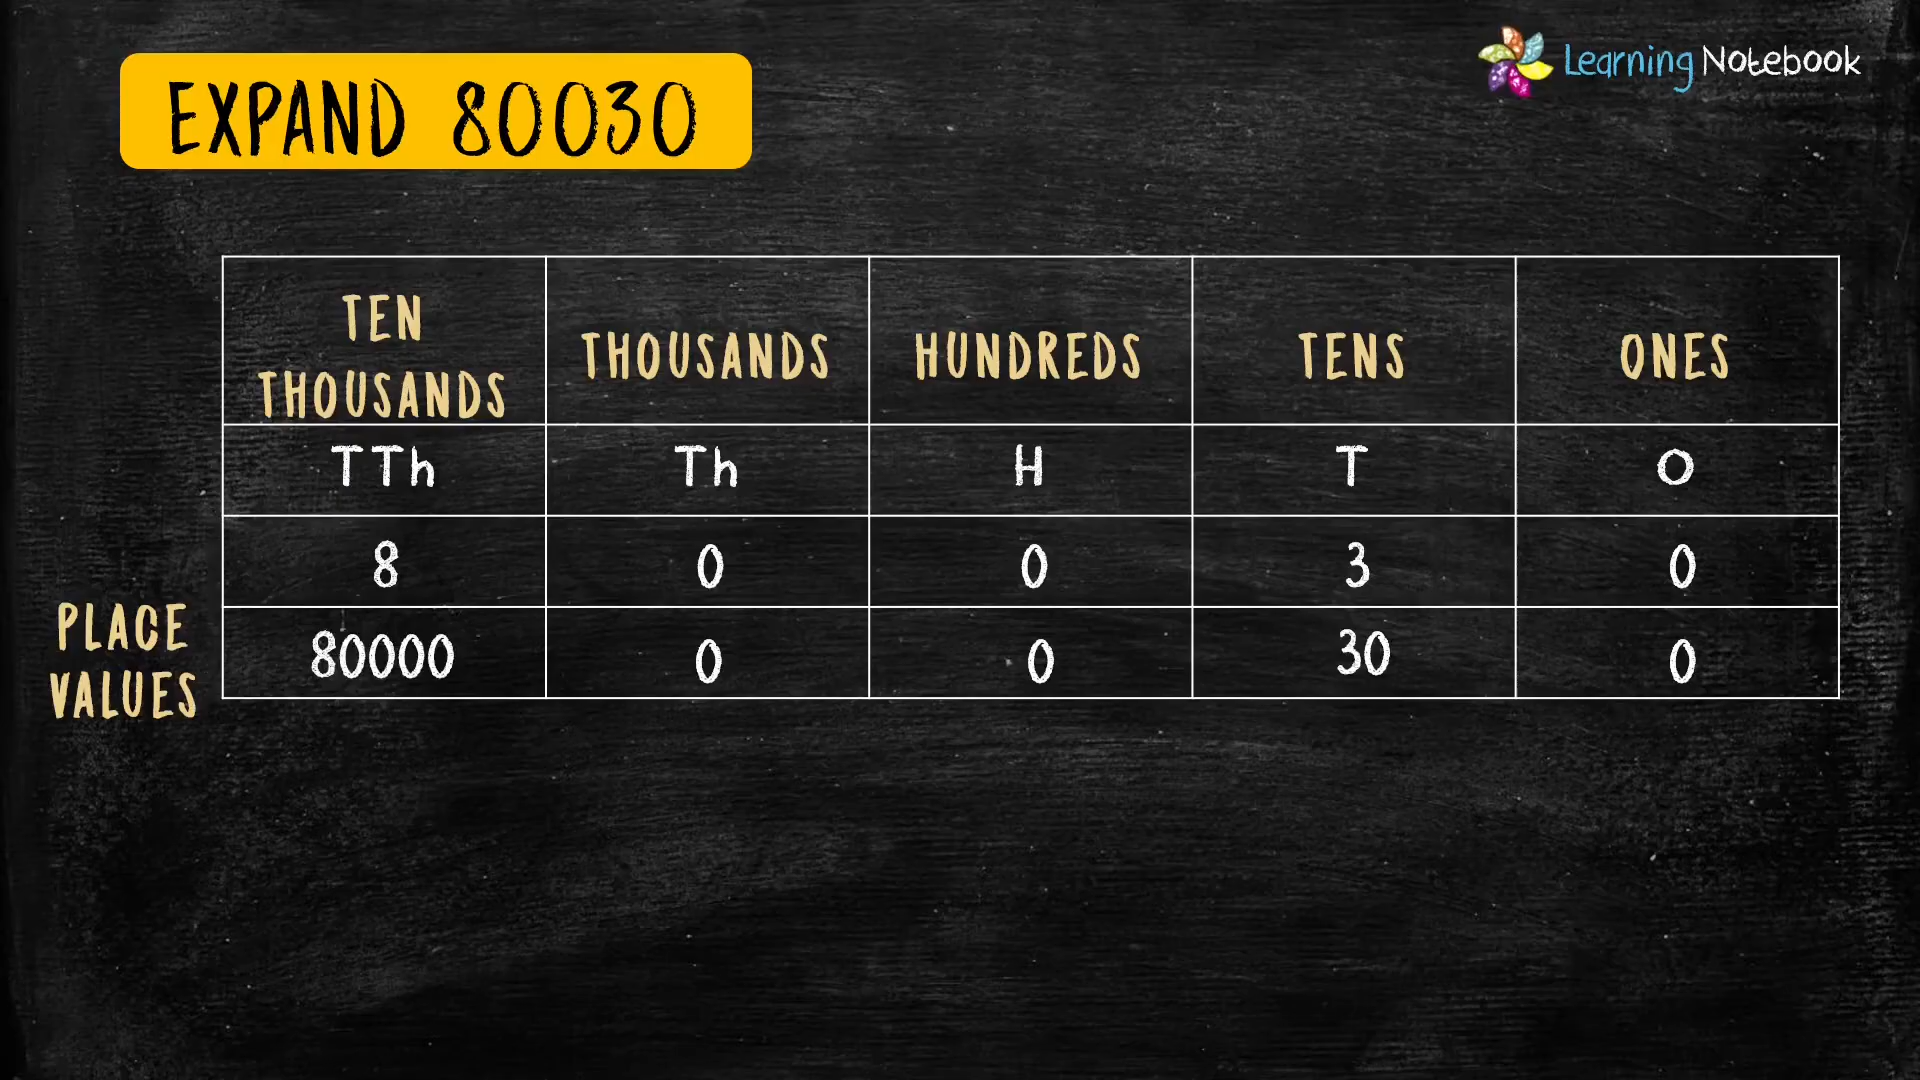 EXPAND 80030
Learning Notebook
TEN THOUSANDS THOUSANDS HUNDREDS TENS ONES
TTh Th H T O
8 0 0 3 0
PLACE VALUES 80000 0 0 30 0